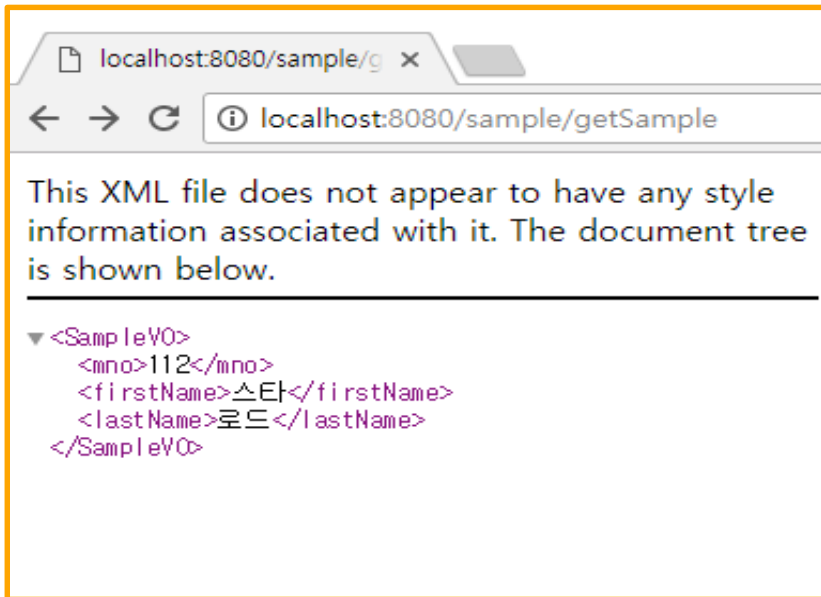 localhost:8080/sample/g
localhost:8080/sample/getSample
This XML file does not appear to have any style
information associated with it. The document tree
is shown below.
<SampleVO>
<mno>112</mno>
<firstName>스타</firstName>
<lastName>로드</lastName>
</SampleVO>